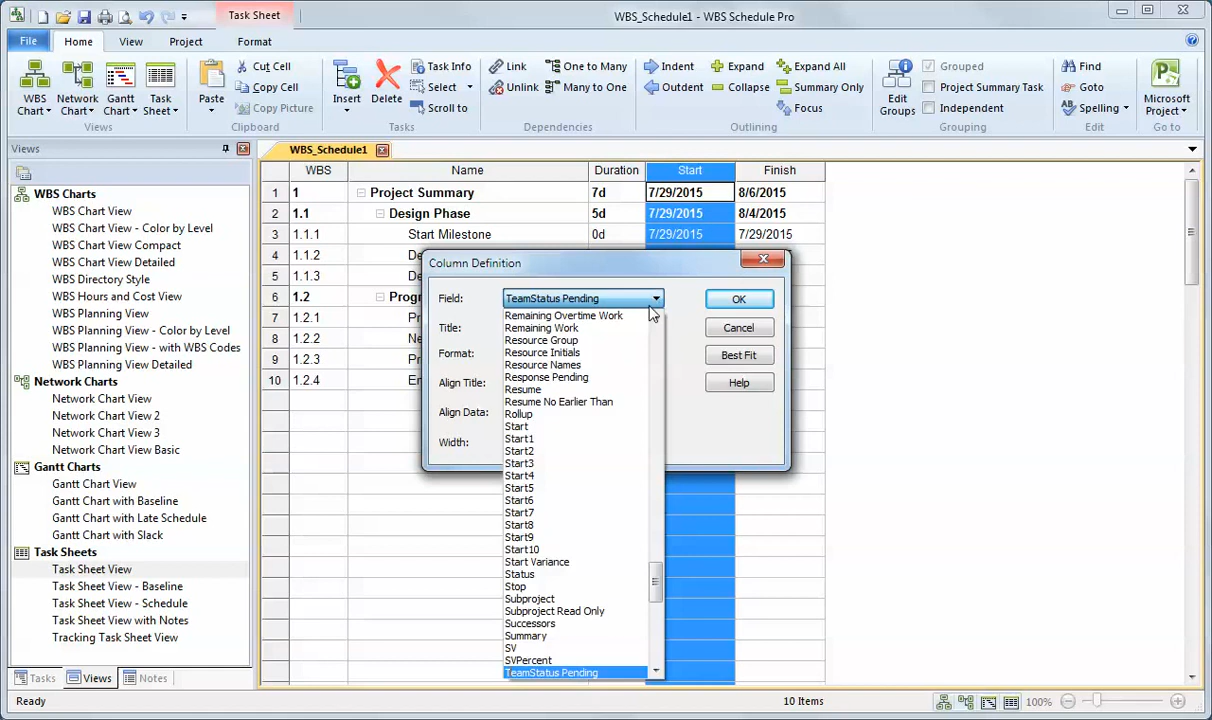 Task Sheet
WBS_Schedule1 - WBS Schedule Pro
File Home View Project Format
WBS Chart
Network Chart
Gantt Chart
Task Sheet
Views
Paste
Cut Cell
Copy Cell
Copy Picture
Clipboard
Insert
Delete
Task Info
Select
Scroll to
Tasks
Link
Unlink
One to Many
Many to One
Dependencies
Indent
Outdent
Expand
Collapse
Expand All
Summary Only
Focus
Outlining
Edit Groups
Grouped
Project Summary Task
Independent
Grouping
Find
Goto
Spelling
Edit
Microsoft Project
Go to
Views
WBS Charts
WBS Chart View
WBS Chart View - Color by Level
WBS Chart View Compact
WBS Chart View Detailed
WBS Directory Style
WBS Hours and Cost View
WBS Planning View
WBS Planning View - Color by Level
WBS Planning View - with WBS Codes
WBS Planning View Detailed
Network Charts
Network Chart View
Network Chart View 2
Network Chart View 3
Network Chart View Basic
Gantt Charts
Gantt Chart View
Gantt Chart with Baseline
Gantt Chart with Late Schedule
Gantt Chart with Slack
Task Sheets
Task Sheet View
Task Sheet View - Baseline
Task Sheet View - Schedule
Task Sheet View with Notes
Tracking Task Sheet View
Tasks Views Notes
WBS_Schedule1
WBS Name Duration Start Finish
1 1 Project Summary 7d 7/29/2015 8/6/2015
2 1.1 Design Phase 5d 7/29/2015 8/4/2015
3 1.1.1 Start Milestone 0d 7/29/2015 7/29/2015
4 1.1.2 De
5 1.1.3 De
6 1.2 Progr
7 1.2.1 Pr
8 1.2.2 Ne
9 1.2.3 Pr
10 1.2.4 En
Column Definition
Field: TeamStatus Pending OK
Title: Cancel
Format: Best Fit
Align Title: Help
Align Data:
Width:
Remaining Overtime Work
Remaining Work
Resource Group
Resource Initials
Resource Names
Response Pending
Resume
Resume No Earlier Than
Rollup
Start
Start1
Start2
Start3
Start4
Start5
Start6
Start7
Start8
Start9
Start10
Start Variance
Status
Stop
Subproject
Subproject Read Only
Successors
Summary
SV
SVPercent
TeamStatus Pending
Ready 10 Items 100%